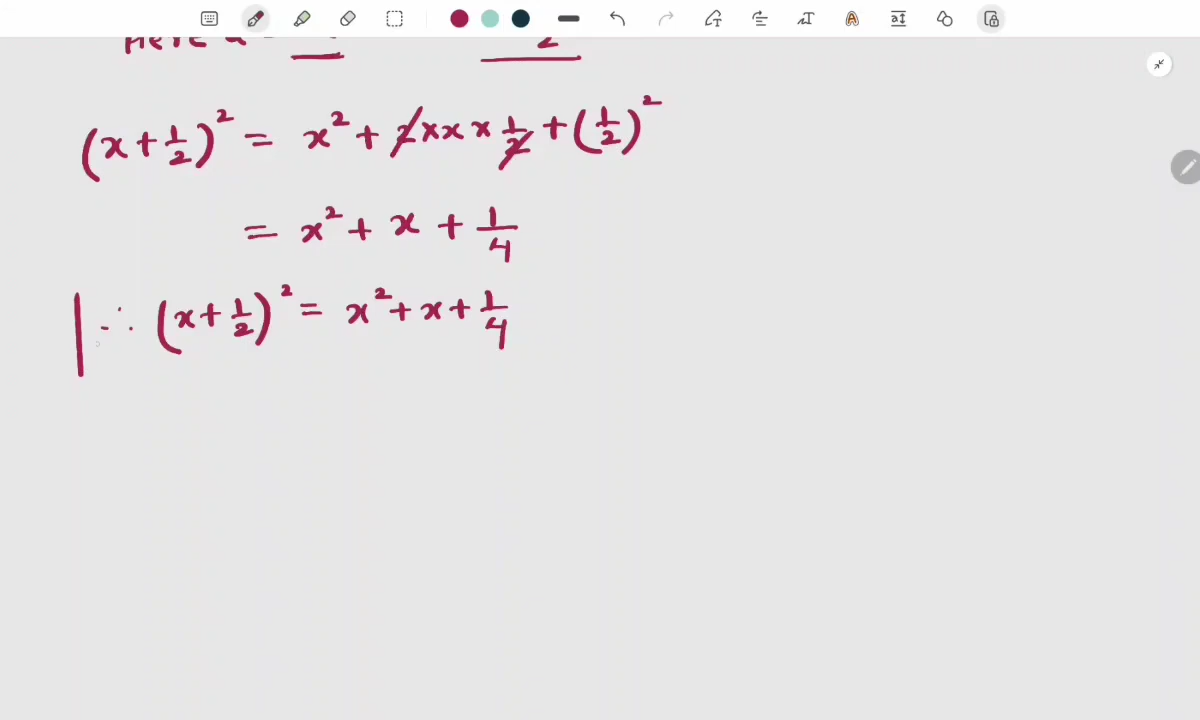 Here
(x + 1/2)² = x² + 2 × x × 1/2 + (1/2)²
= x² + x + 1/4
∴ (x + 1/2)² = x² + x + 1/4